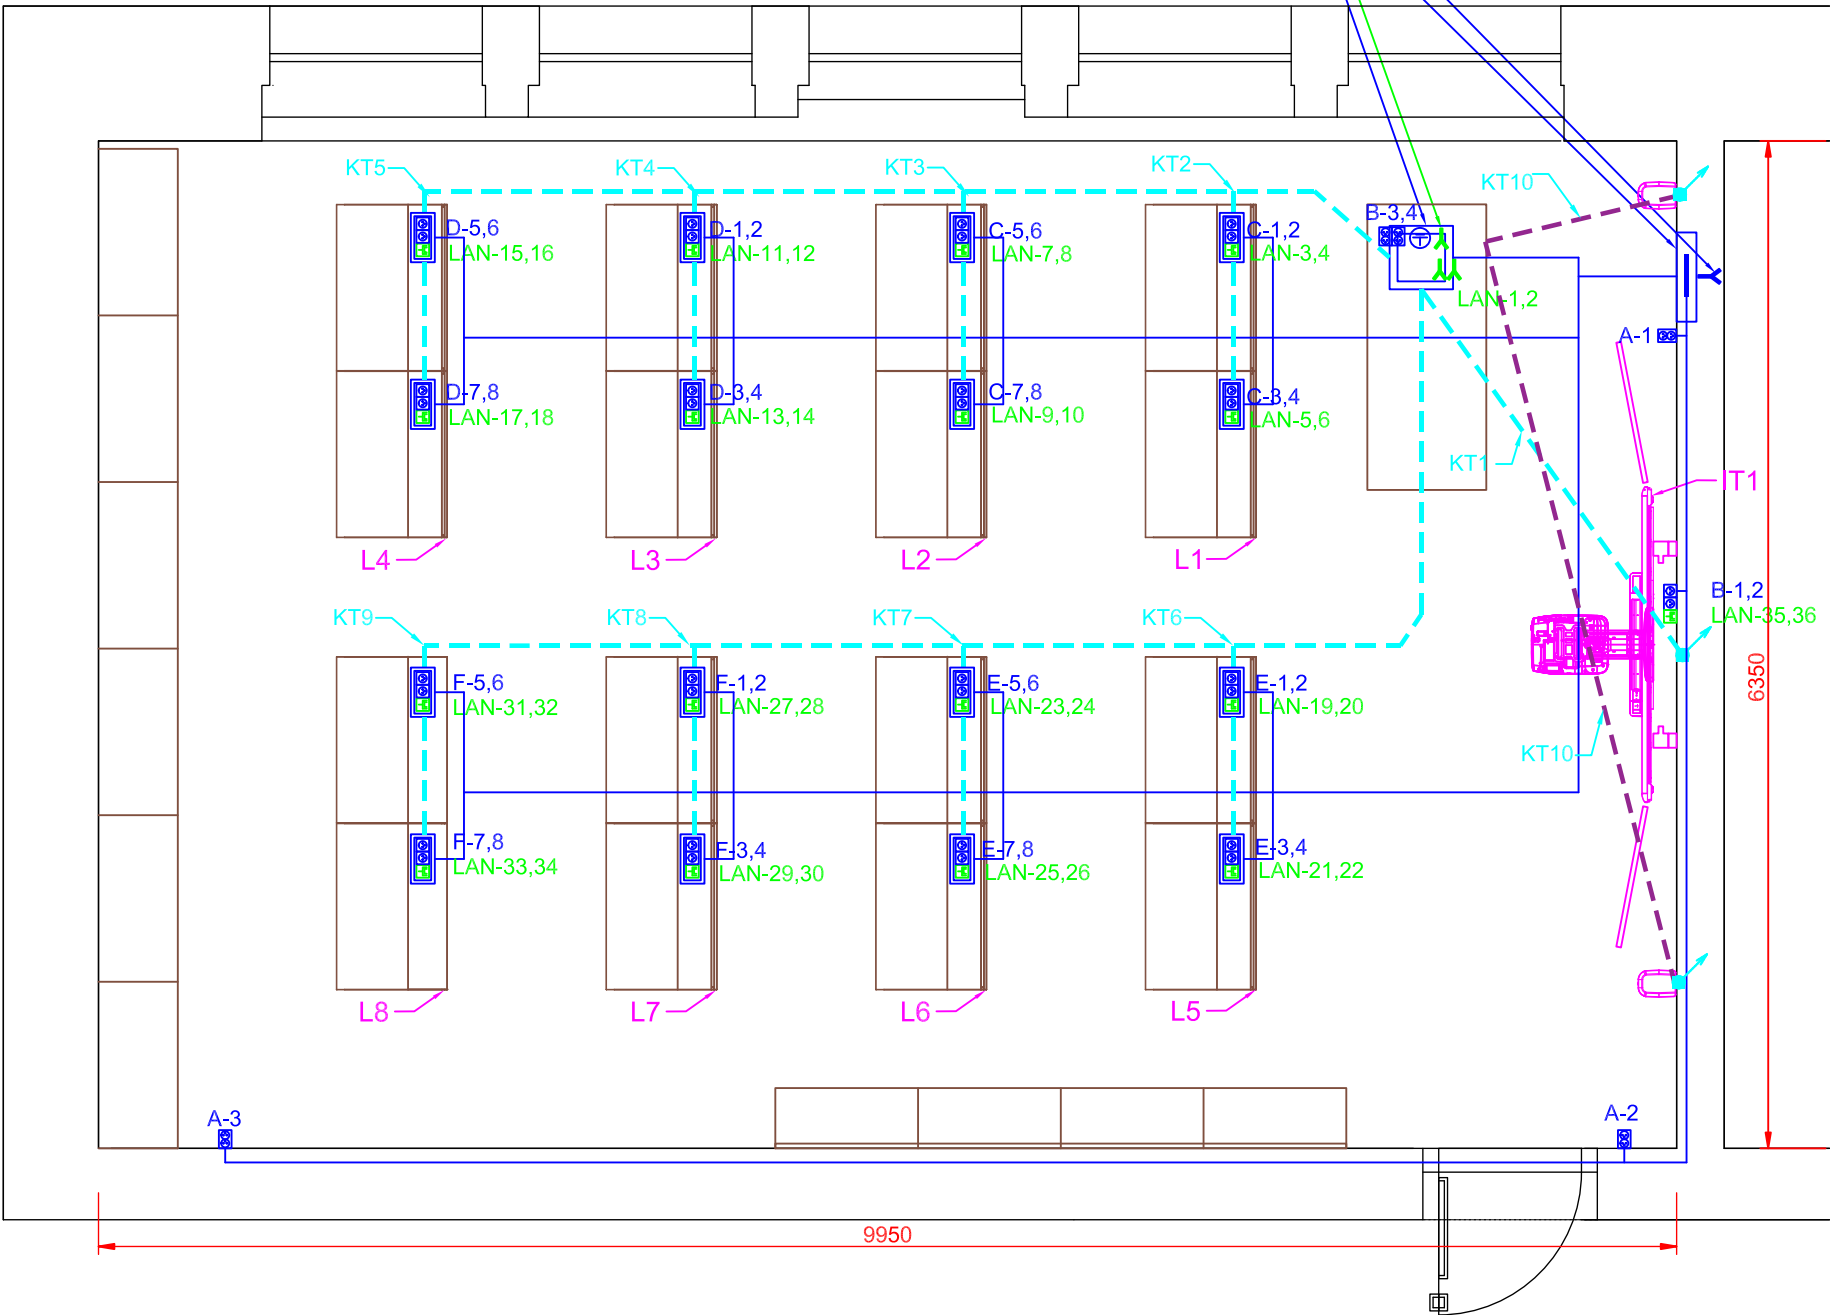 KT5
KT4
KT3
KT2
KT10
D-5,6
LAN-15,16
D-1,2
LAN-11,12
C-5,6
LAN-7,8
C-1,2
LAN-3,4
B-3,4
LAN-1,2
A-1
D-7,8
LAN-17,18
D-3,4
LAN-13,14
C-7,8
LAN-9,10
C-3,4
LAN-5,6
KT1
IT1
L4
L3
L2
L1
B-1,2
LAN-35,36
KT9
KT8
KT7
KT6
6350
F-5,6
LAN-31,32
F-1,2
LAN-27,28
E-5,6
LAN-23,24
E-1,2
LAN-19,20
KT10
F-7,8
LAN-33,34
F-3,4
LAN-29,30
E-7,8
LAN-25,26
E-3,4
LAN-21,22
L8
L7
L6
L5
A-3
A-2
9950